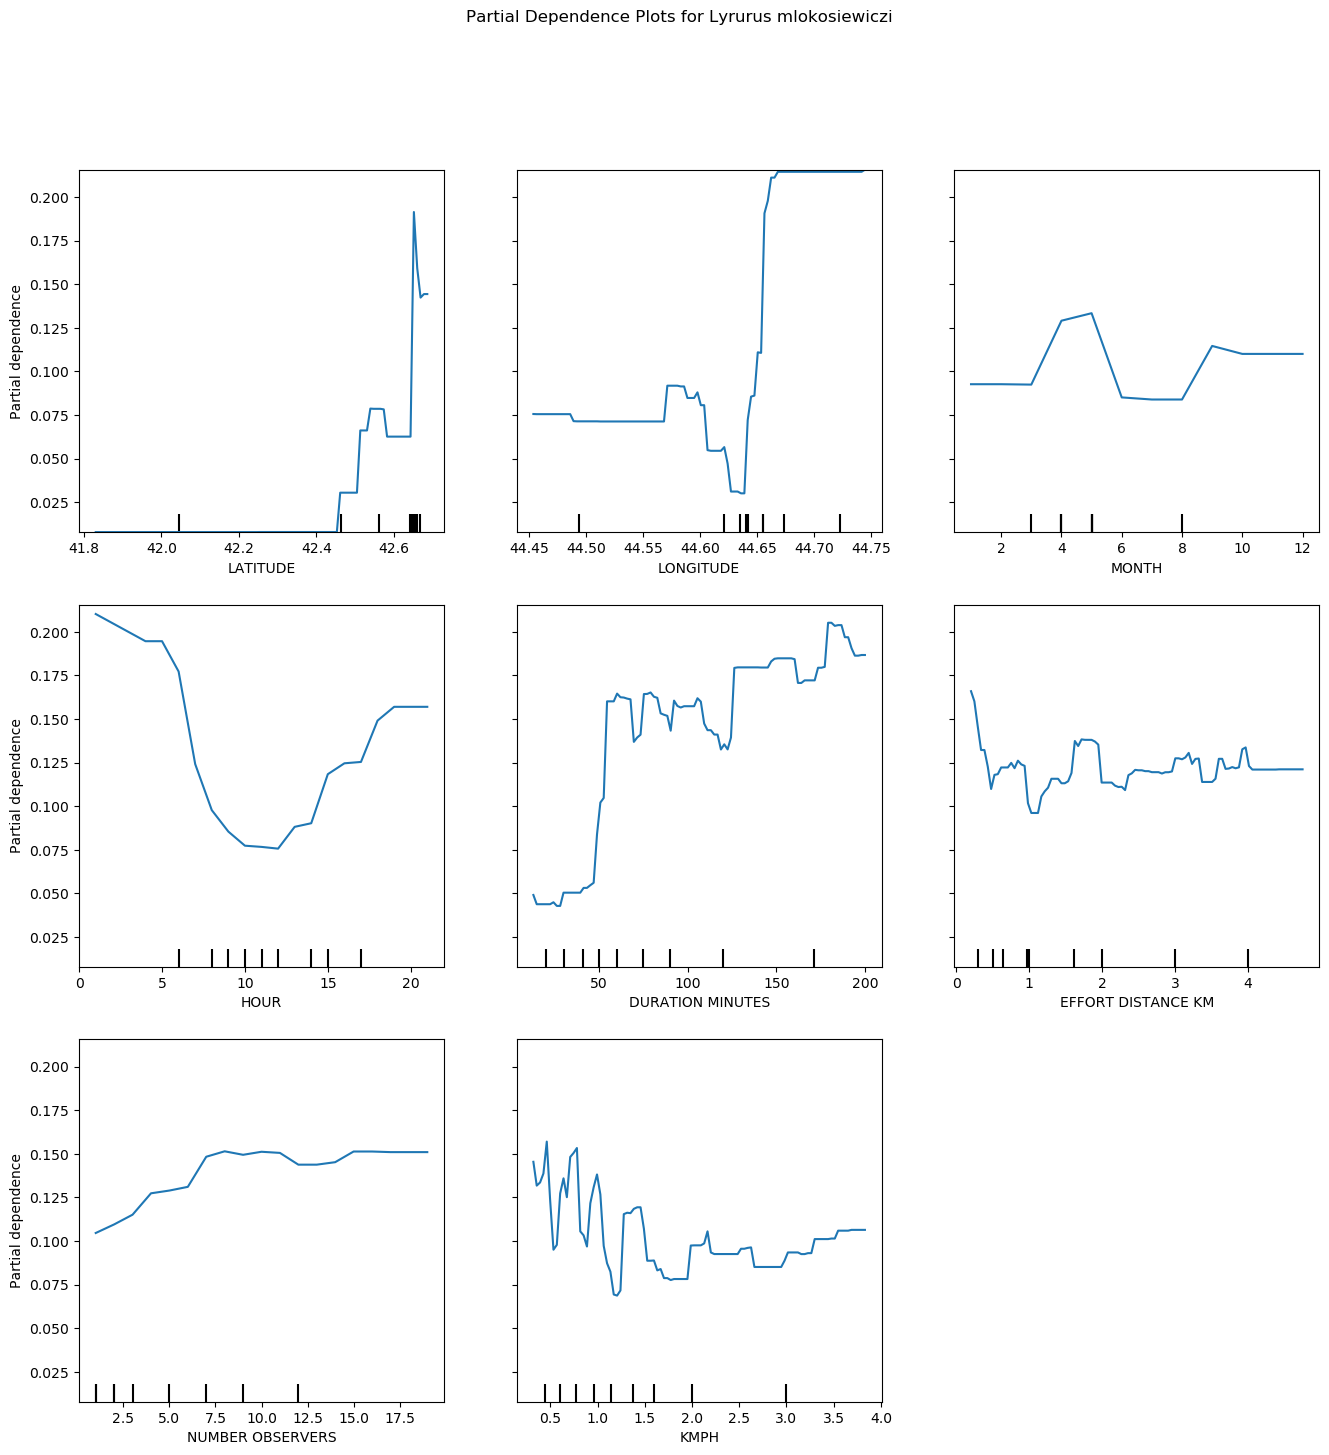 Partial Dependence Plots for Lyrurus mlokosiewiczi
Partial dependence
0.200
0.175
0.150
0.125
0.100
0.075
0.050
0.025
41.8 42.0 42.2 42.4 42.6
LATITUDE
44.45 44.50 44.55 44.60 44.65 44.70 44.75
LONGITUDE
2 4 6 8 10 12
MONTH
Partial dependence
0.200
0.175
0.150
0.125
0.100
0.075
0.050
0.025
0 5 10 15 20
HOUR
50 100 150 200
DURATION MINUTES
0 1 2 3 4
EFFORT DISTANCE KM
Partial dependence
0.200
0.175
0.150
0.125
0.100
0.075
0.050
0.025
2.5 5.0 7.5 10.0 12.5 15.0 17.5
NUMBER OBSERVERS
0.5 1.0 1.5 2.0 2.5 3.0 3.5 4.0
KMPH